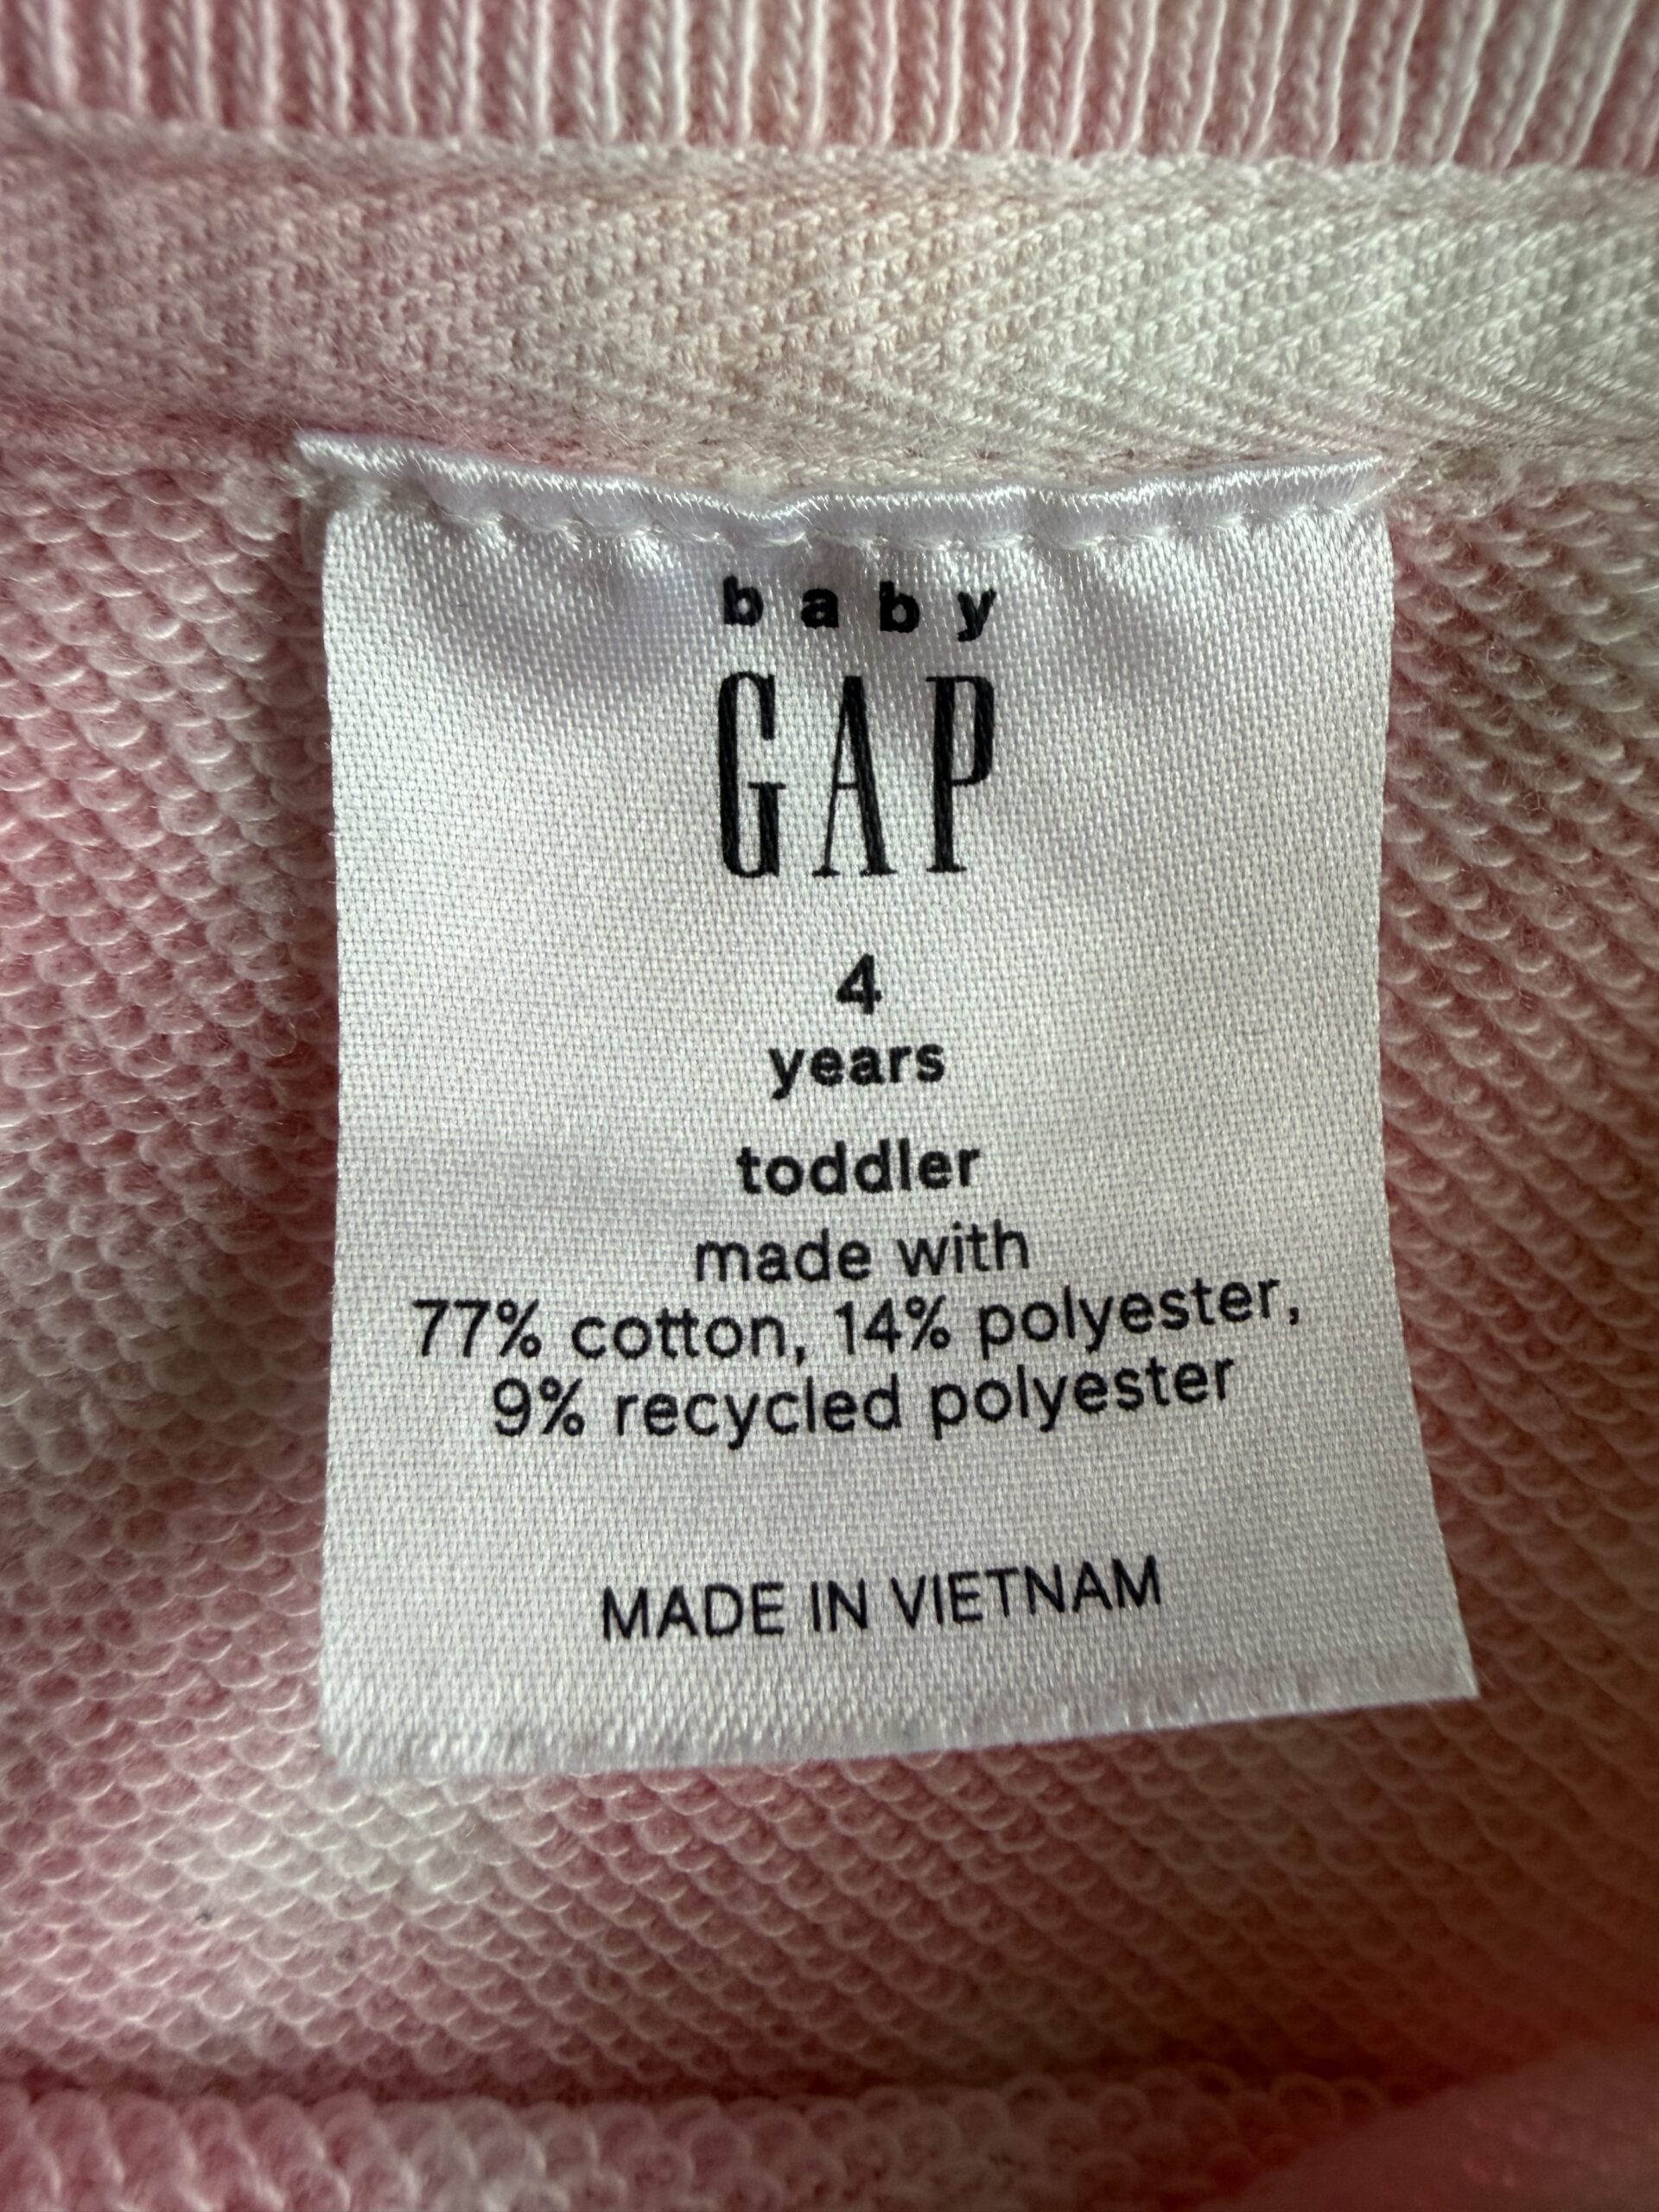 baby
GAP
4
years
toddler
made with
77% cotton, 14% polyester,
9% recycled polyester
MADE IN VIETNAM